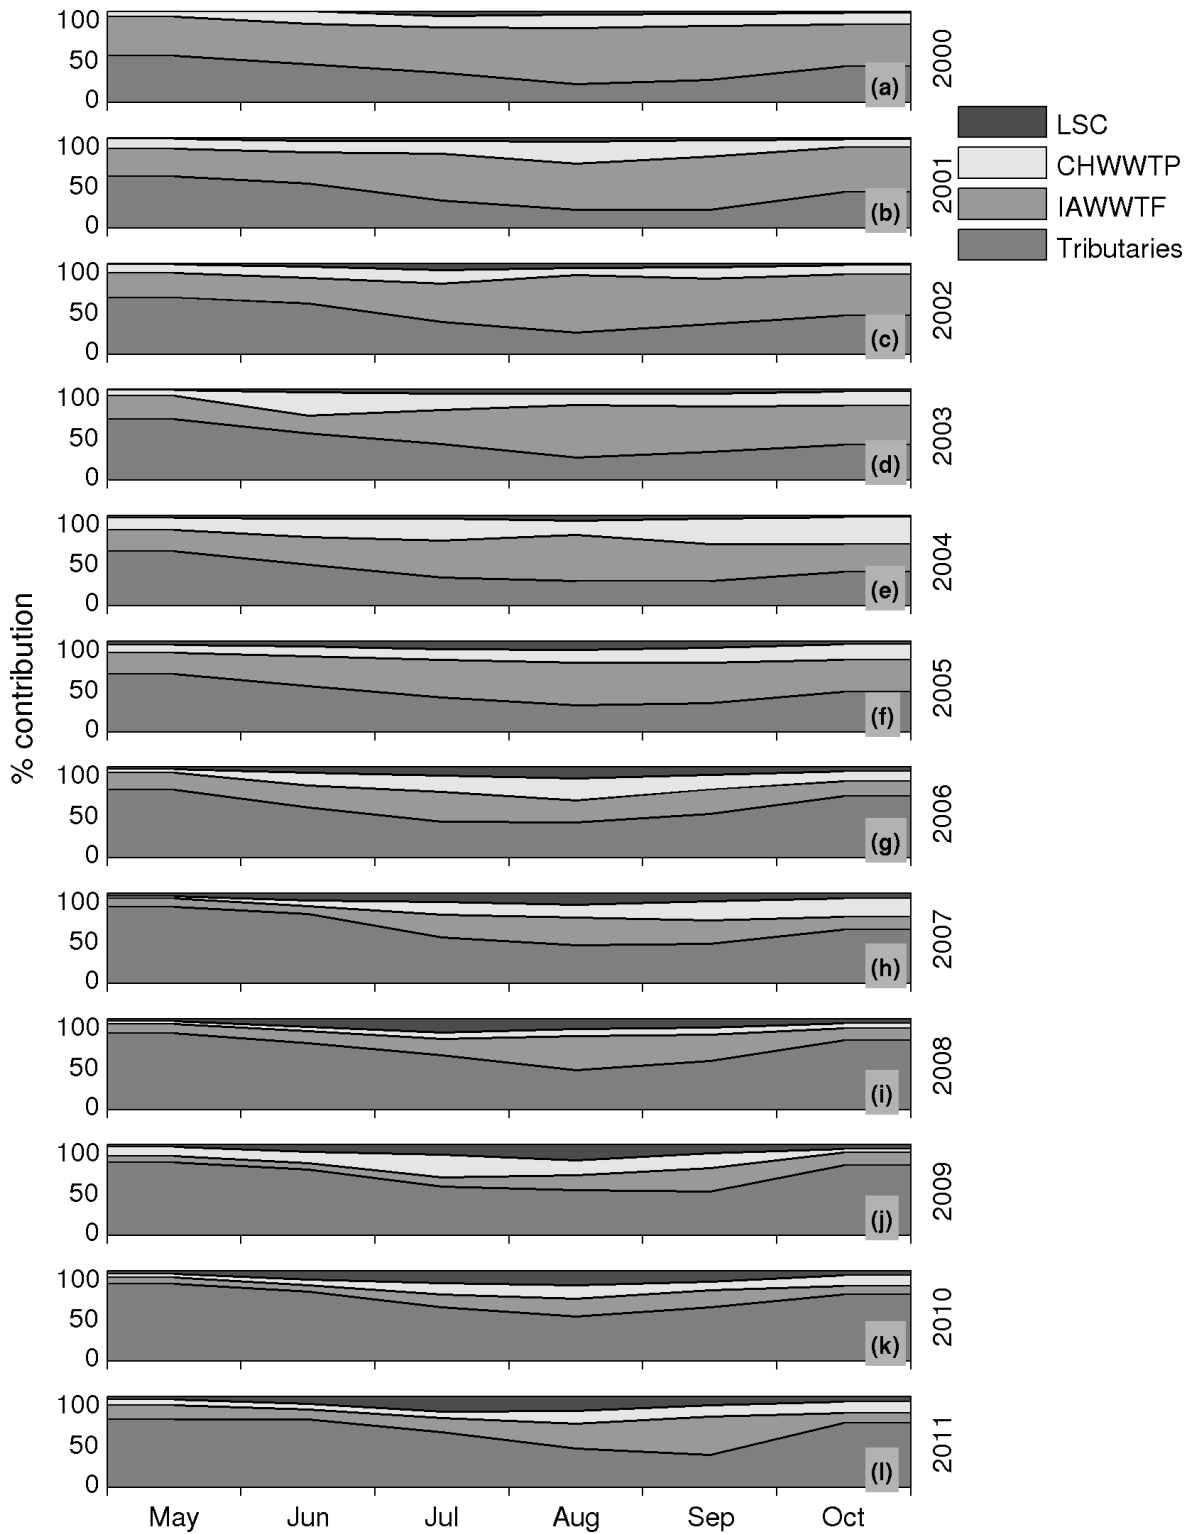 % contribution
100
50
0
(a)
2000
LSC
CHWWTP
IAWWTF
Tributaries
100
50
0
(b)
2001
100
50
0
(c)
2002
100
50
0
(d)
2003
100
50
0
(e)
2004
100
50
0
(f)
2005
100
50
0
(g)
2006
100
50
0
(h)
2007
100
50
0
(i)
2008
100
50
0
(j)
2009
100
50
0
(k)
2010
100
50
0
(l)
2011
May Jun Jul Aug Sep Oct